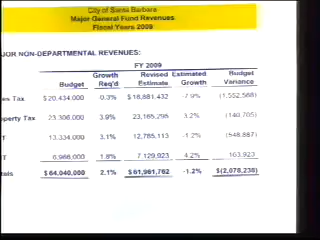 City of Santa Barbara
Major General Fund Revenues
Fiscal Years 2009
JOR NON-DEPARTMENTAL REVENUES:
FY 2009
Growth Revised Estimated Budget
Budget Req'd Estimate Growth Variance
es Tax $20,434,000 0.3% $18,881,432 -7.9% (1,552,568)
operty Tax 23,306,000 3.9% 23,165,295 3.2% (140,705)
T 13,334,000 3.1% 12,785,113 -1.2% (548,887)
T 6,966,000 1.8% 7,129,923 4.2% 163,923
tals $64,040,000 2.1% $61,961,762 -1.2% $(2,078,238)